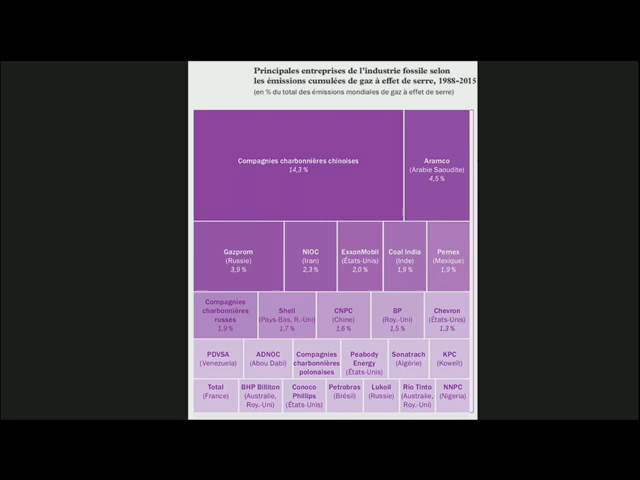 Principales entreprises de l'industrie fossile selon
les émissions cumulées de gaz à effet de serre, 1988-2015
(en % du total des émissions mondiales de gaz à effet de serre)
Compagnies charbonnières chinoises
14,3 %
Aramco
(Arabie Saoudite)
4,5 %
Gazprom
(Russie)
3,9 %
NIOC
(Iran)
2,3 %
ExxonMobil
(États-Unis)
2,0 %
Coal India
(Inde)
1,9 %
Pemex
(Mexique)
1,9 %
Compagnies
charbonnières
russes
1,9 %
Shell
(Pays-Bas, R.-Uni)
1,7 %
CNPC
(Chine)
1,6 %
BP
(Roy.-Uni)
1,5 %
Chevron
(États-Unis)
1,3 %
PDVSA
(Venezuela)
ADNOC
(Abou Dabi)
Compagnies
charbonnières
polonaises
Peabody
Energy
(États-Unis)
Sonatrach
(Algérie)
KPC
(Koweït)
Total
(France)
BHP Billiton
(Australie,
Roy.-Uni)
Conoco
Phillips
(États-Unis)
Petrobras
(Brésil)
Lukoil
(Russie)
Rio Tinto
(Australie,
Roy.-Uni)
NNPC
(Nigeria)